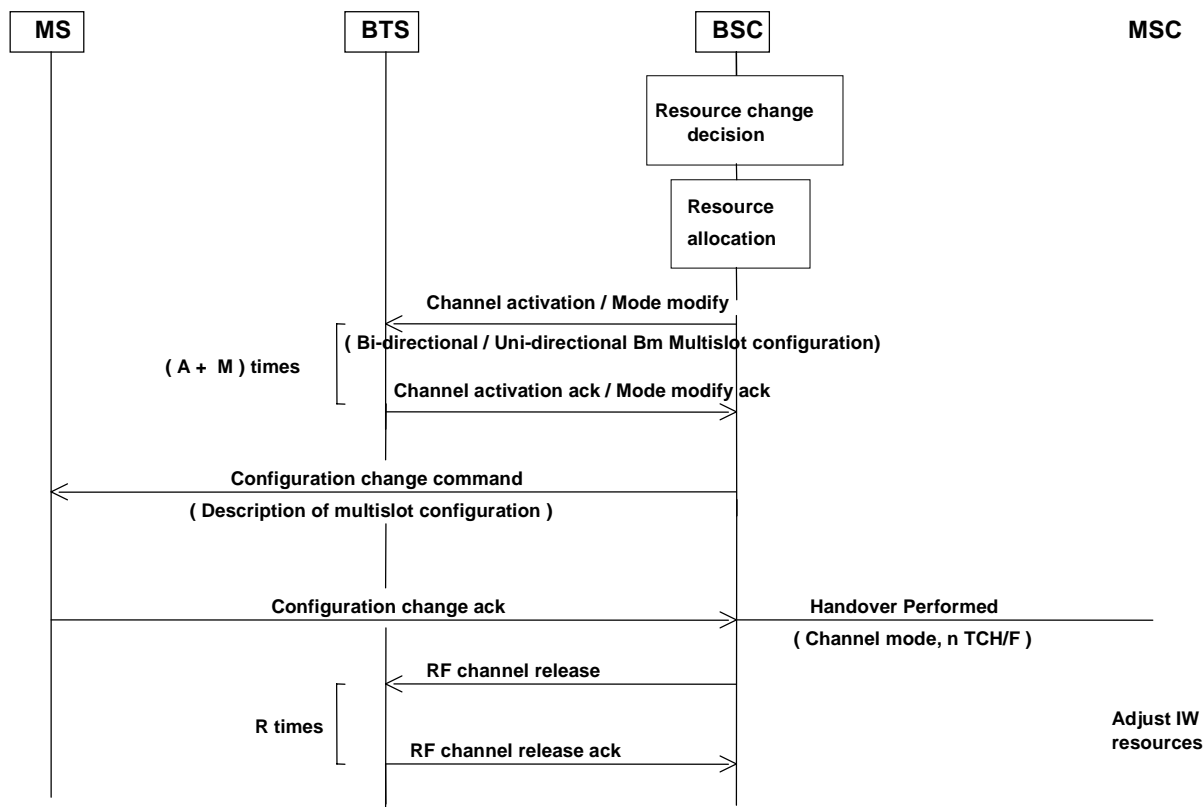 MS
BTS
BSC
MSC
Resource change
decision
Resource
allocation
Channel activation / Mode modify
( Bi-directional / Uni-directional Bm Multislot configuration)
( A + M ) times
Channel activation ack / Mode modify ack
Configuration change command
( Description of multislot configuration )
Configuration change ack
Handover Performed
( Channel mode, n TCH/F )
RF channel release
R times
Adjust IW
resources
RF channel release ack